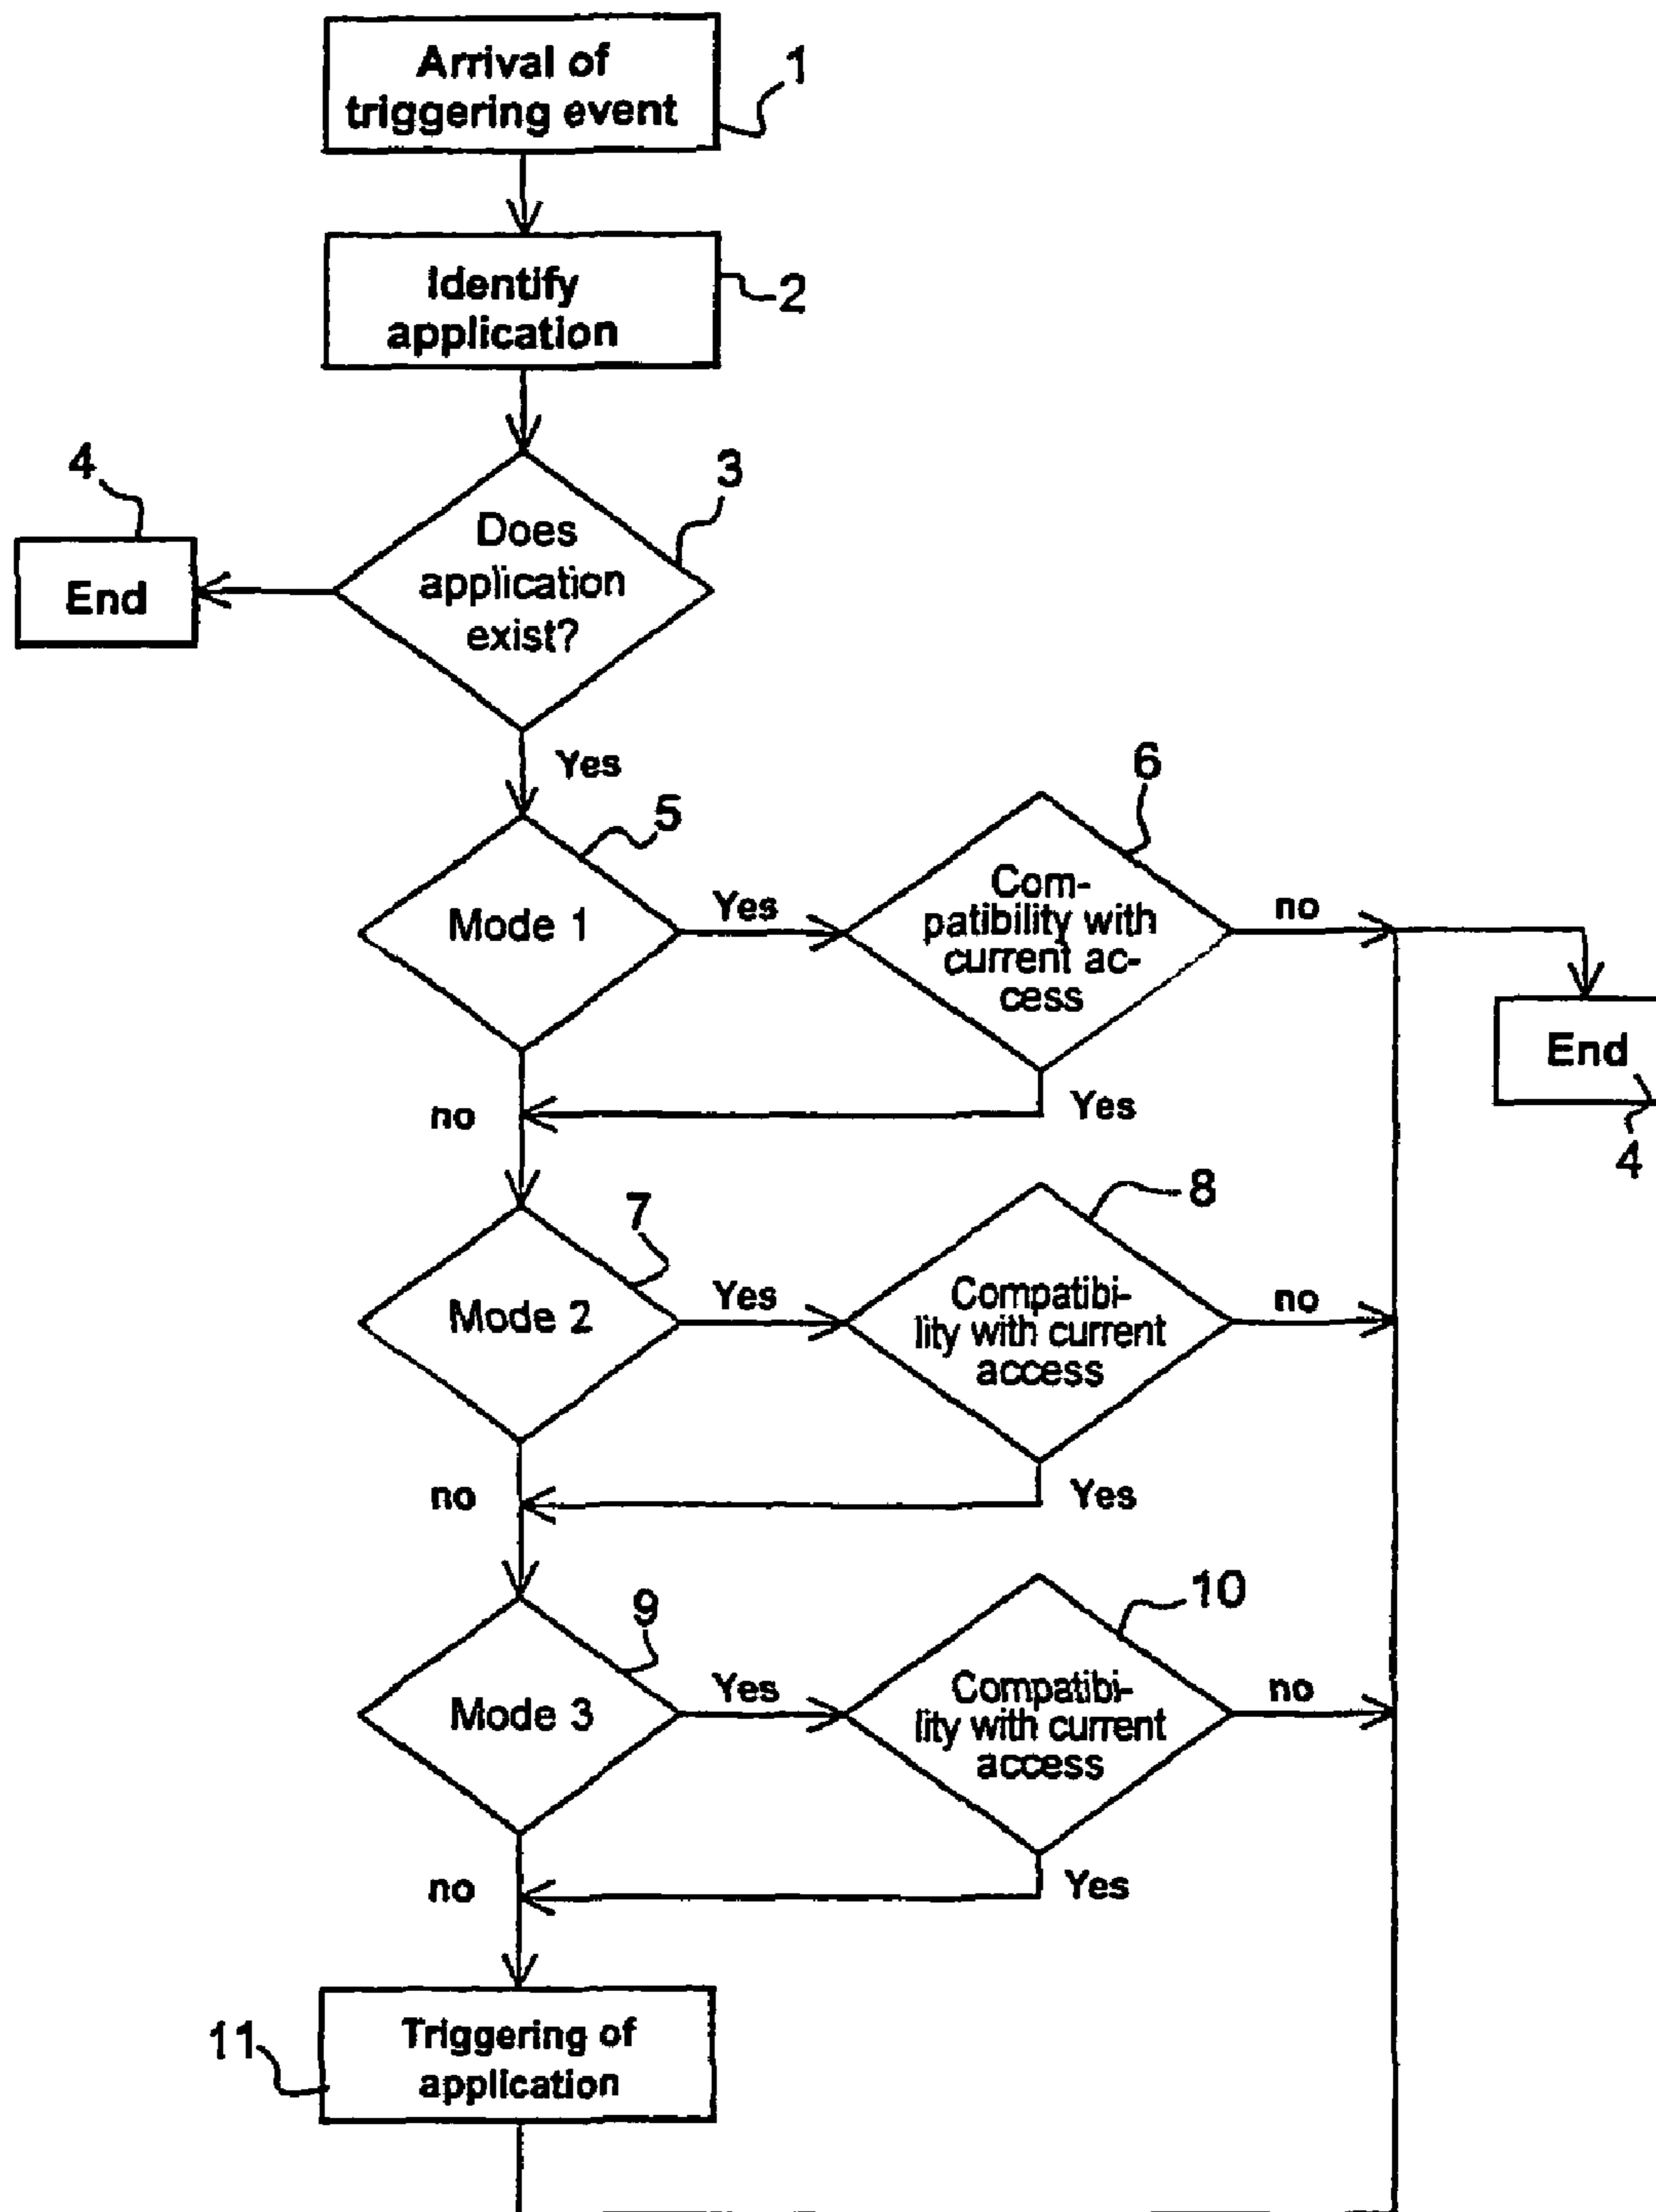 Arrival of
triggering event
1
Identify
application
2
4
3
Does
application
exist?
End
Yes
5
6
Mode 1
Yes
Com-
patibility with
current ac-
cess
no
End
4
no
Yes
7
8
Mode 2
Yes
Compatibi-
lity with current
access
no
no
Yes
9
10
Mode 3
Yes
Compatibi-
lity with current
access
no
no
Yes
11
Triggering of
application